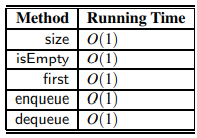 Method Running Time
size O(1)
isEmpty O(1)
first O(1)
enqueue O(1)
dequeue O(1)